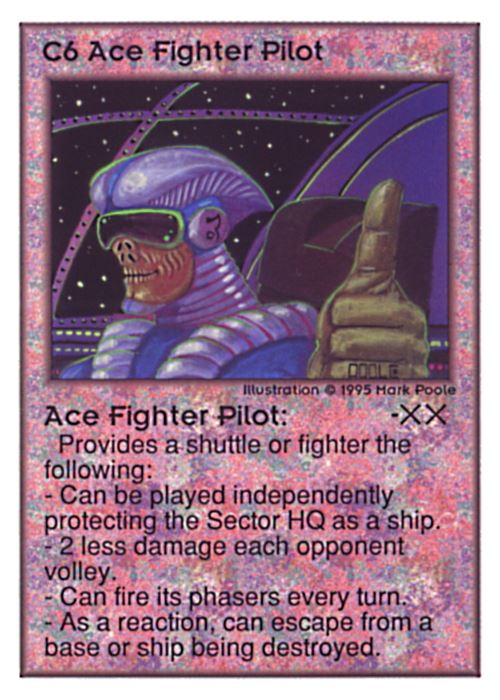 C6 Ace Fighter Pilot
POOLE
Illustration © 1995 Mark Poole
Ace Fighter Pilot: -XX
Provides a shuttle or fighter the
following:
- Can be played independently
protecting the Sector HQ as a ship.
- 2 less damage each opponent
volley.
- Can fire its phasers every turn.
- As a reaction, can escape from a
base or ship being destroyed.